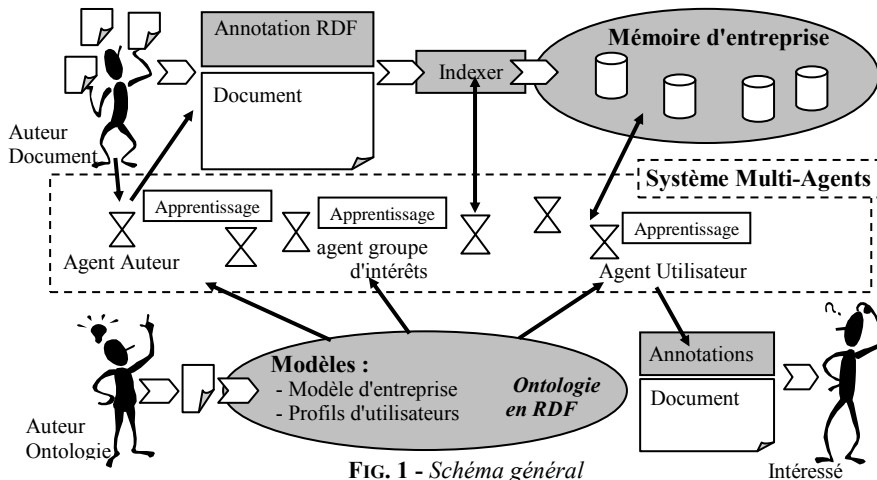 Annotation RDF
Mémoire d'entreprise
Indexer
Document
Auteur
Document
Système Multi-Agents
Apprentissage
Apprentissage
Apprentissage
Agent Auteur
agent groupe
d'intérêts
Agent Utilisateur
Modèles :
- Modèle d'entreprise
- Profils d'utilisateurs
Ontologie
en RDF
Annotations
Document
Auteur
Ontologie
Intéressé
FIG. 1 - Schéma général